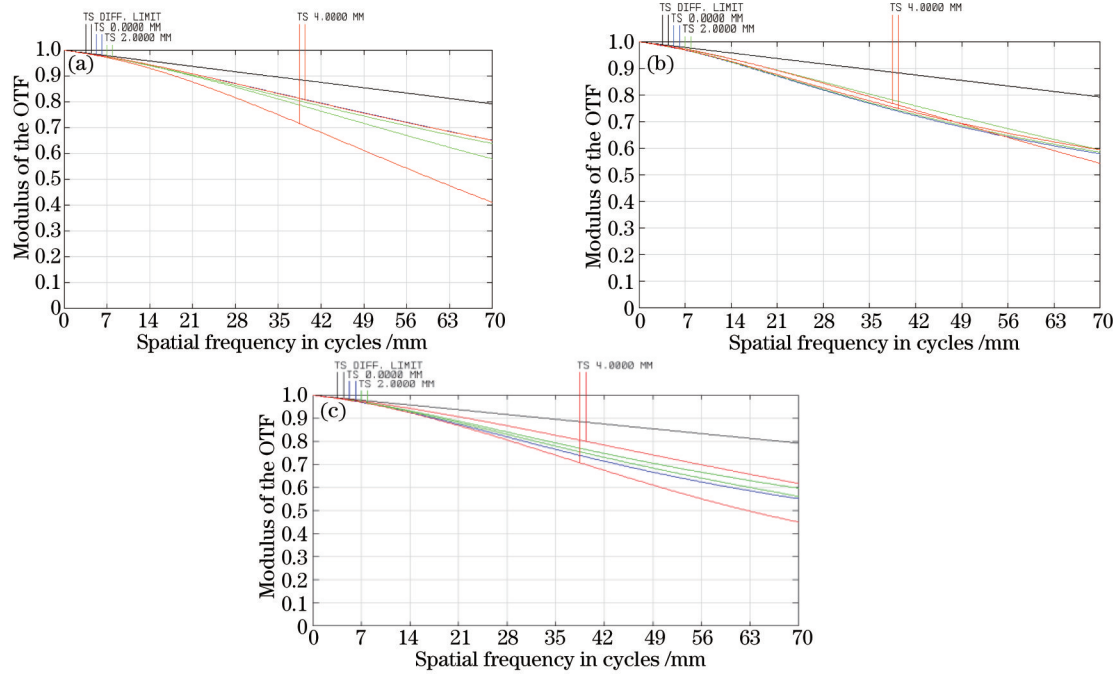 TS DIFF. LIMIT
TS 0.0000 MM
TS 2.0000 MM
TS 4.0000 MM
(a)
Modulus of the OTF
1.0
0.9
0.8
0.7
0.6
0.5
0.4
0.3
0.2
0.1
0
0 7 14 21 28 35 42 49 56 63 70
Spatial frequency in cycles /mm
TS DIFF. LIMIT
TS 0.0000 MM
TS 2.0000 MM
TS 4.0000 MM
(b)
Modulus of the OTF
1.0
0.9
0.8
0.7
0.6
0.5
0.4
0.3
0.2
0.1
0
0 7 14 21 28 35 42 49 56 63 70
Spatial frequency in cycles /mm
TS DIFF. LIMIT
TS 0.0000 MM
TS 2.0000 MM
TS 4.0000 MM
(c)
Modulus of the OTF
1.0
0.9
0.8
0.7
0.6
0.5
0.4
0.3
0.2
0.1
0
0 7 14 21 28 35 42 49 56 63 70
Spatial frequency in cycles /mm